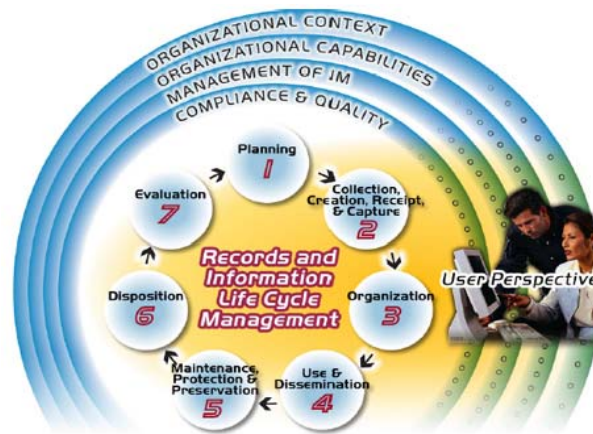 ORGANIZATIONAL CONTEXT
ORGANIZATIONAL CAPABILITIES
MANAGEMENT OF IM
COMPLIANCE & QUALITY
Planning
1
Collection,
Creation, Receipt,
& Capture
2
Organization
3
Use &
Dissemination
4
Maintenance,
Protection &
Preservation
5
Disposition
6
Evaluation
7
Records and
Information
Life Cycle
Management
User Perspective